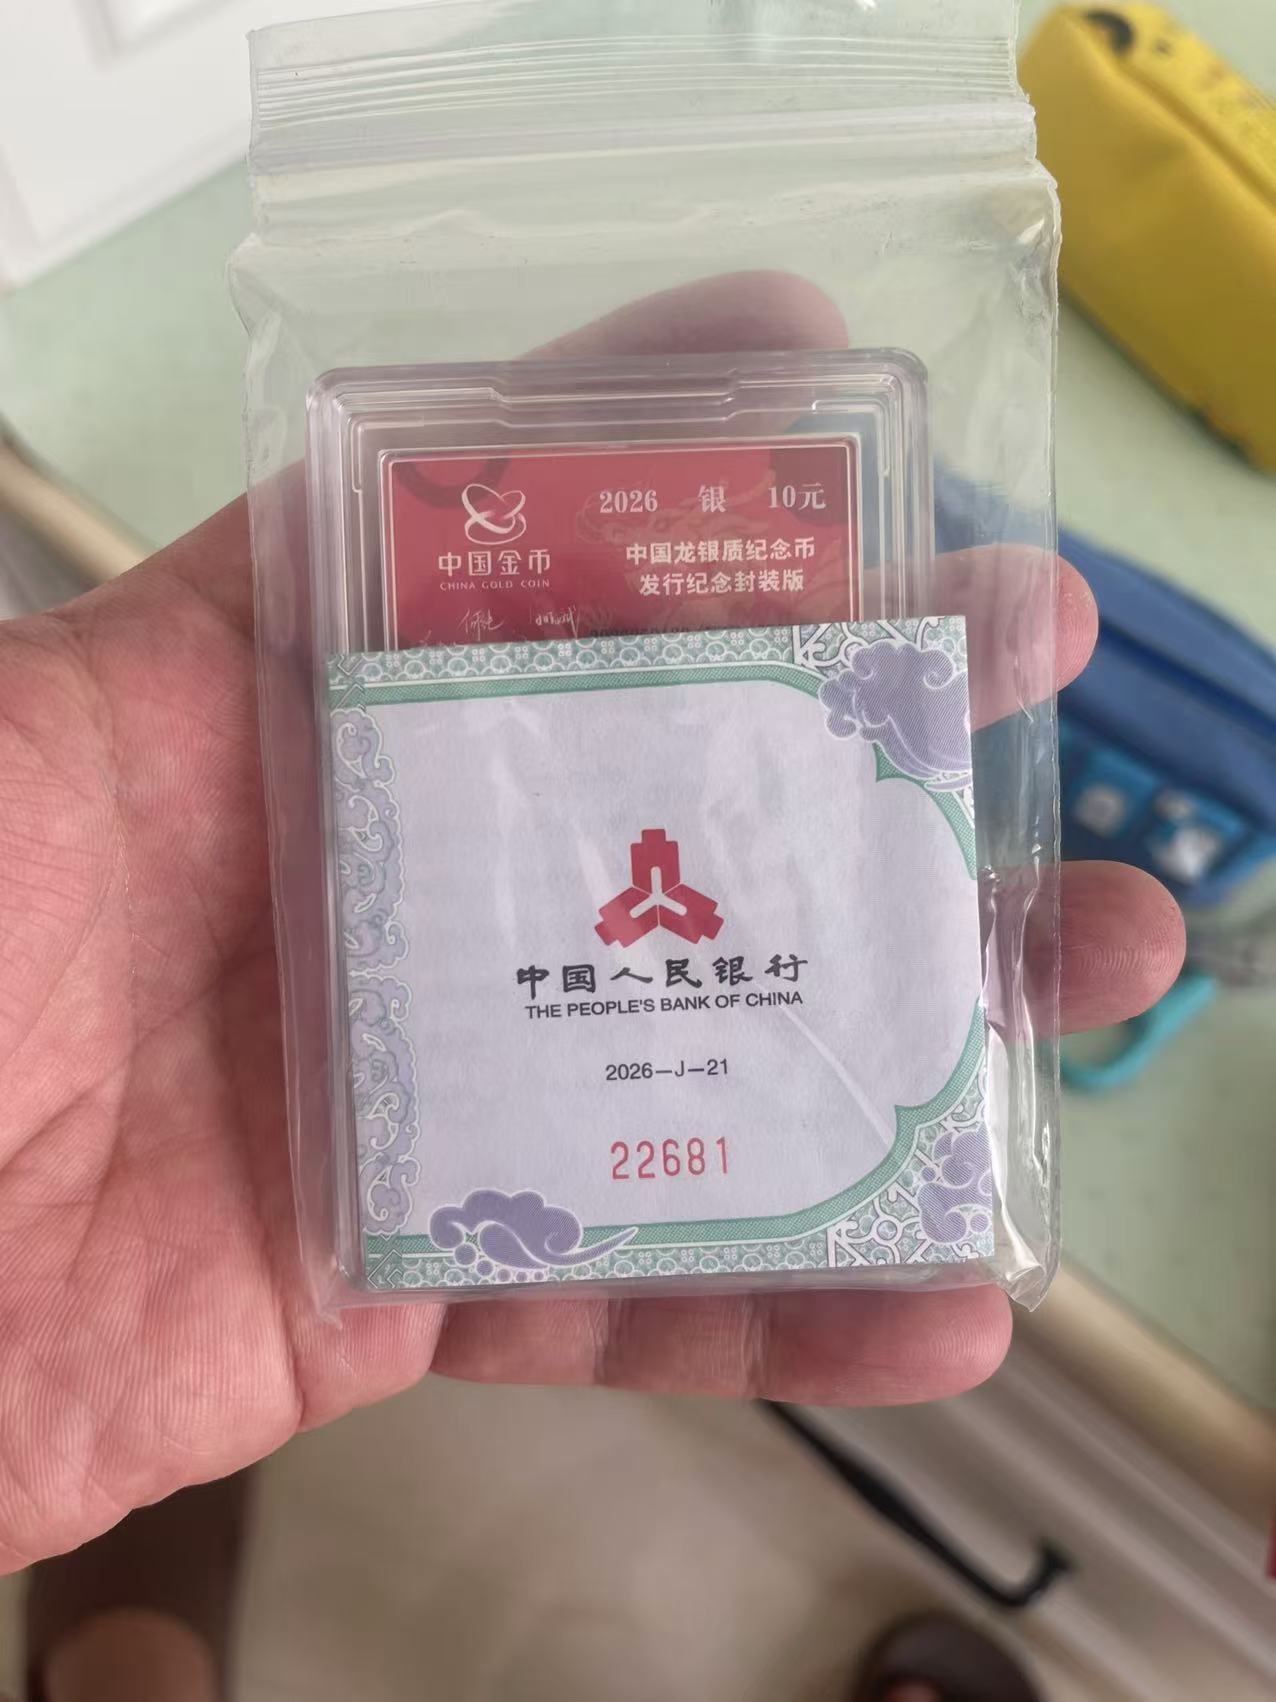 中国金币
CHINA GOLD COIN
2026 银 10元
中国龙银质纪念币
发行纪念封装版
中国人民银行
THE PEOPLE'S BANK OF CHINA
2026—J—21
22681